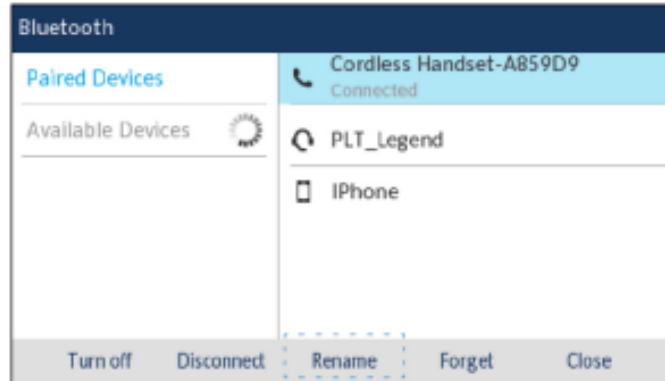 Bluetooth
Paired Devices
Available Devices
Cordless Handset-A859D9
Connected
PLT_Legend
IPhone
Turn off Disconnect Rename Forget Close